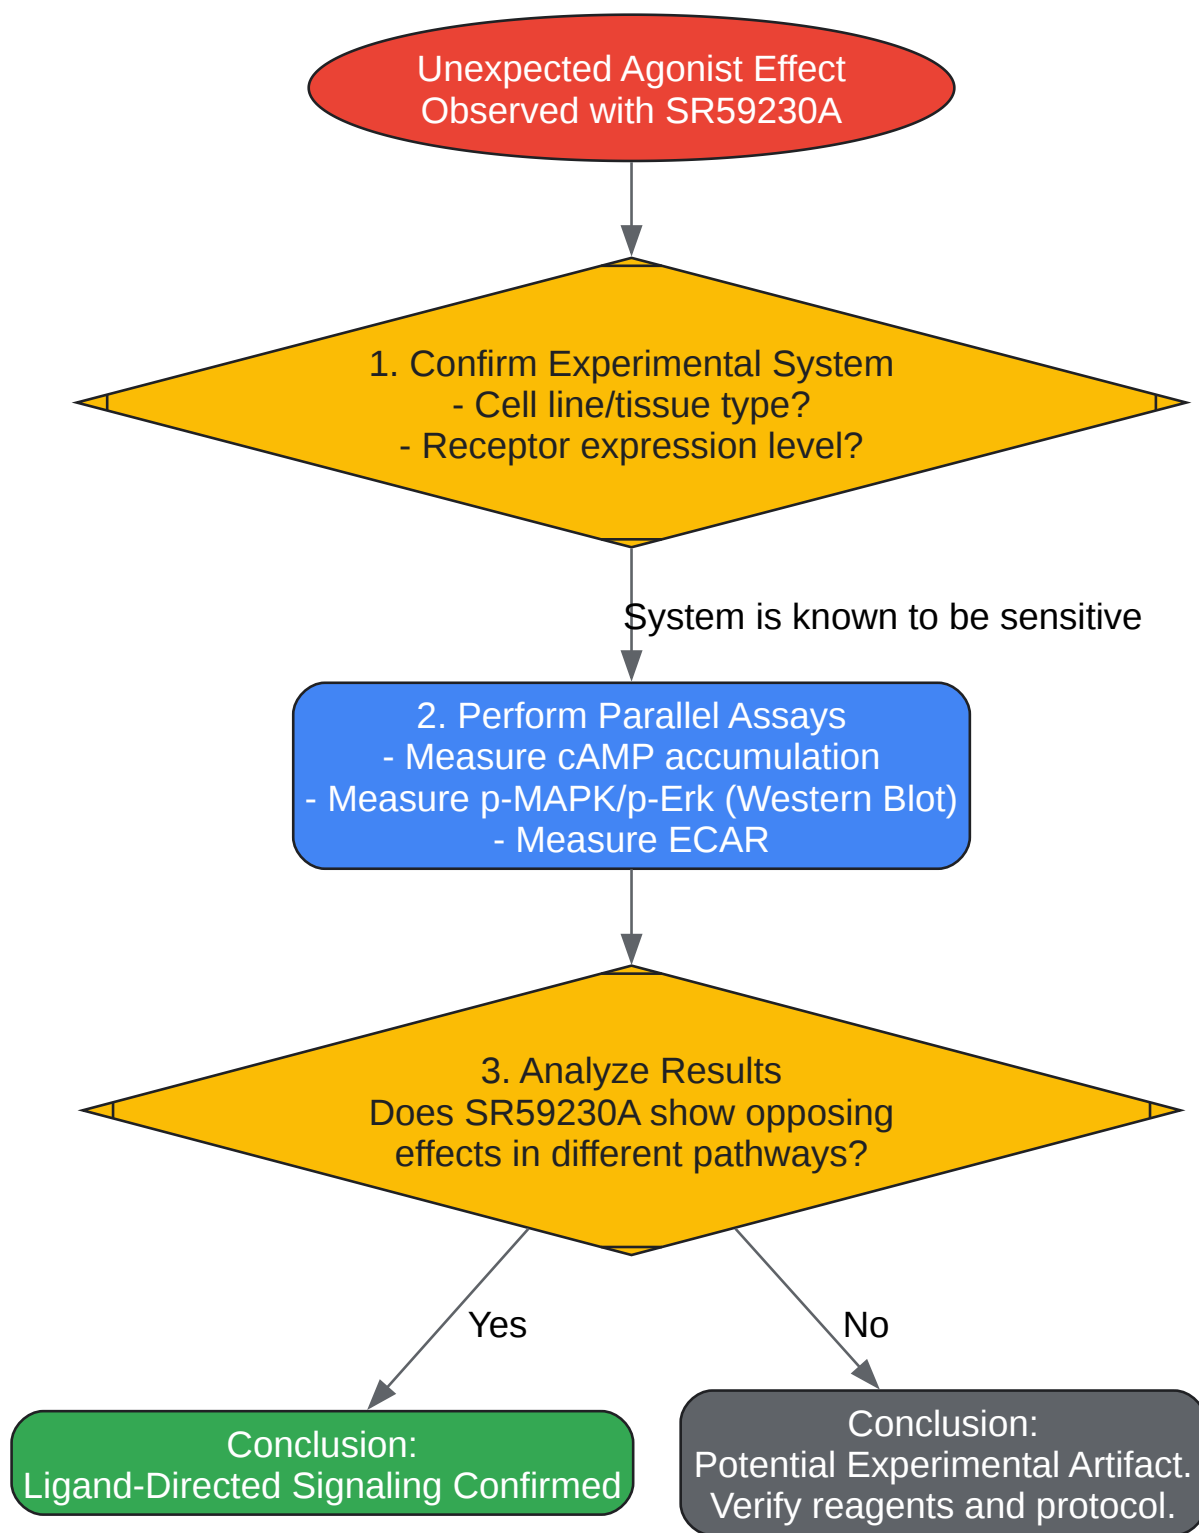 Unexpected Agonist Effect
Observed with SR59230A
1. Confirm Experimental System
- Cell line/tissue type?
- Receptor expression level?
System is known to be sensitive
2. Perform Parallel Assays
- Measure cAMP accumulation
- Measure p-MAPK/p-Erk (Western Blot)
- Measure ECAR
3. Analyze Results
Does SR59230A show opposing
effects in different pathways?
Yes
No
Conclusion:
Ligand-Directed Signaling Confirmed
Conclusion:
Potential Experimental Artifact.
Verify reagents and protocol.